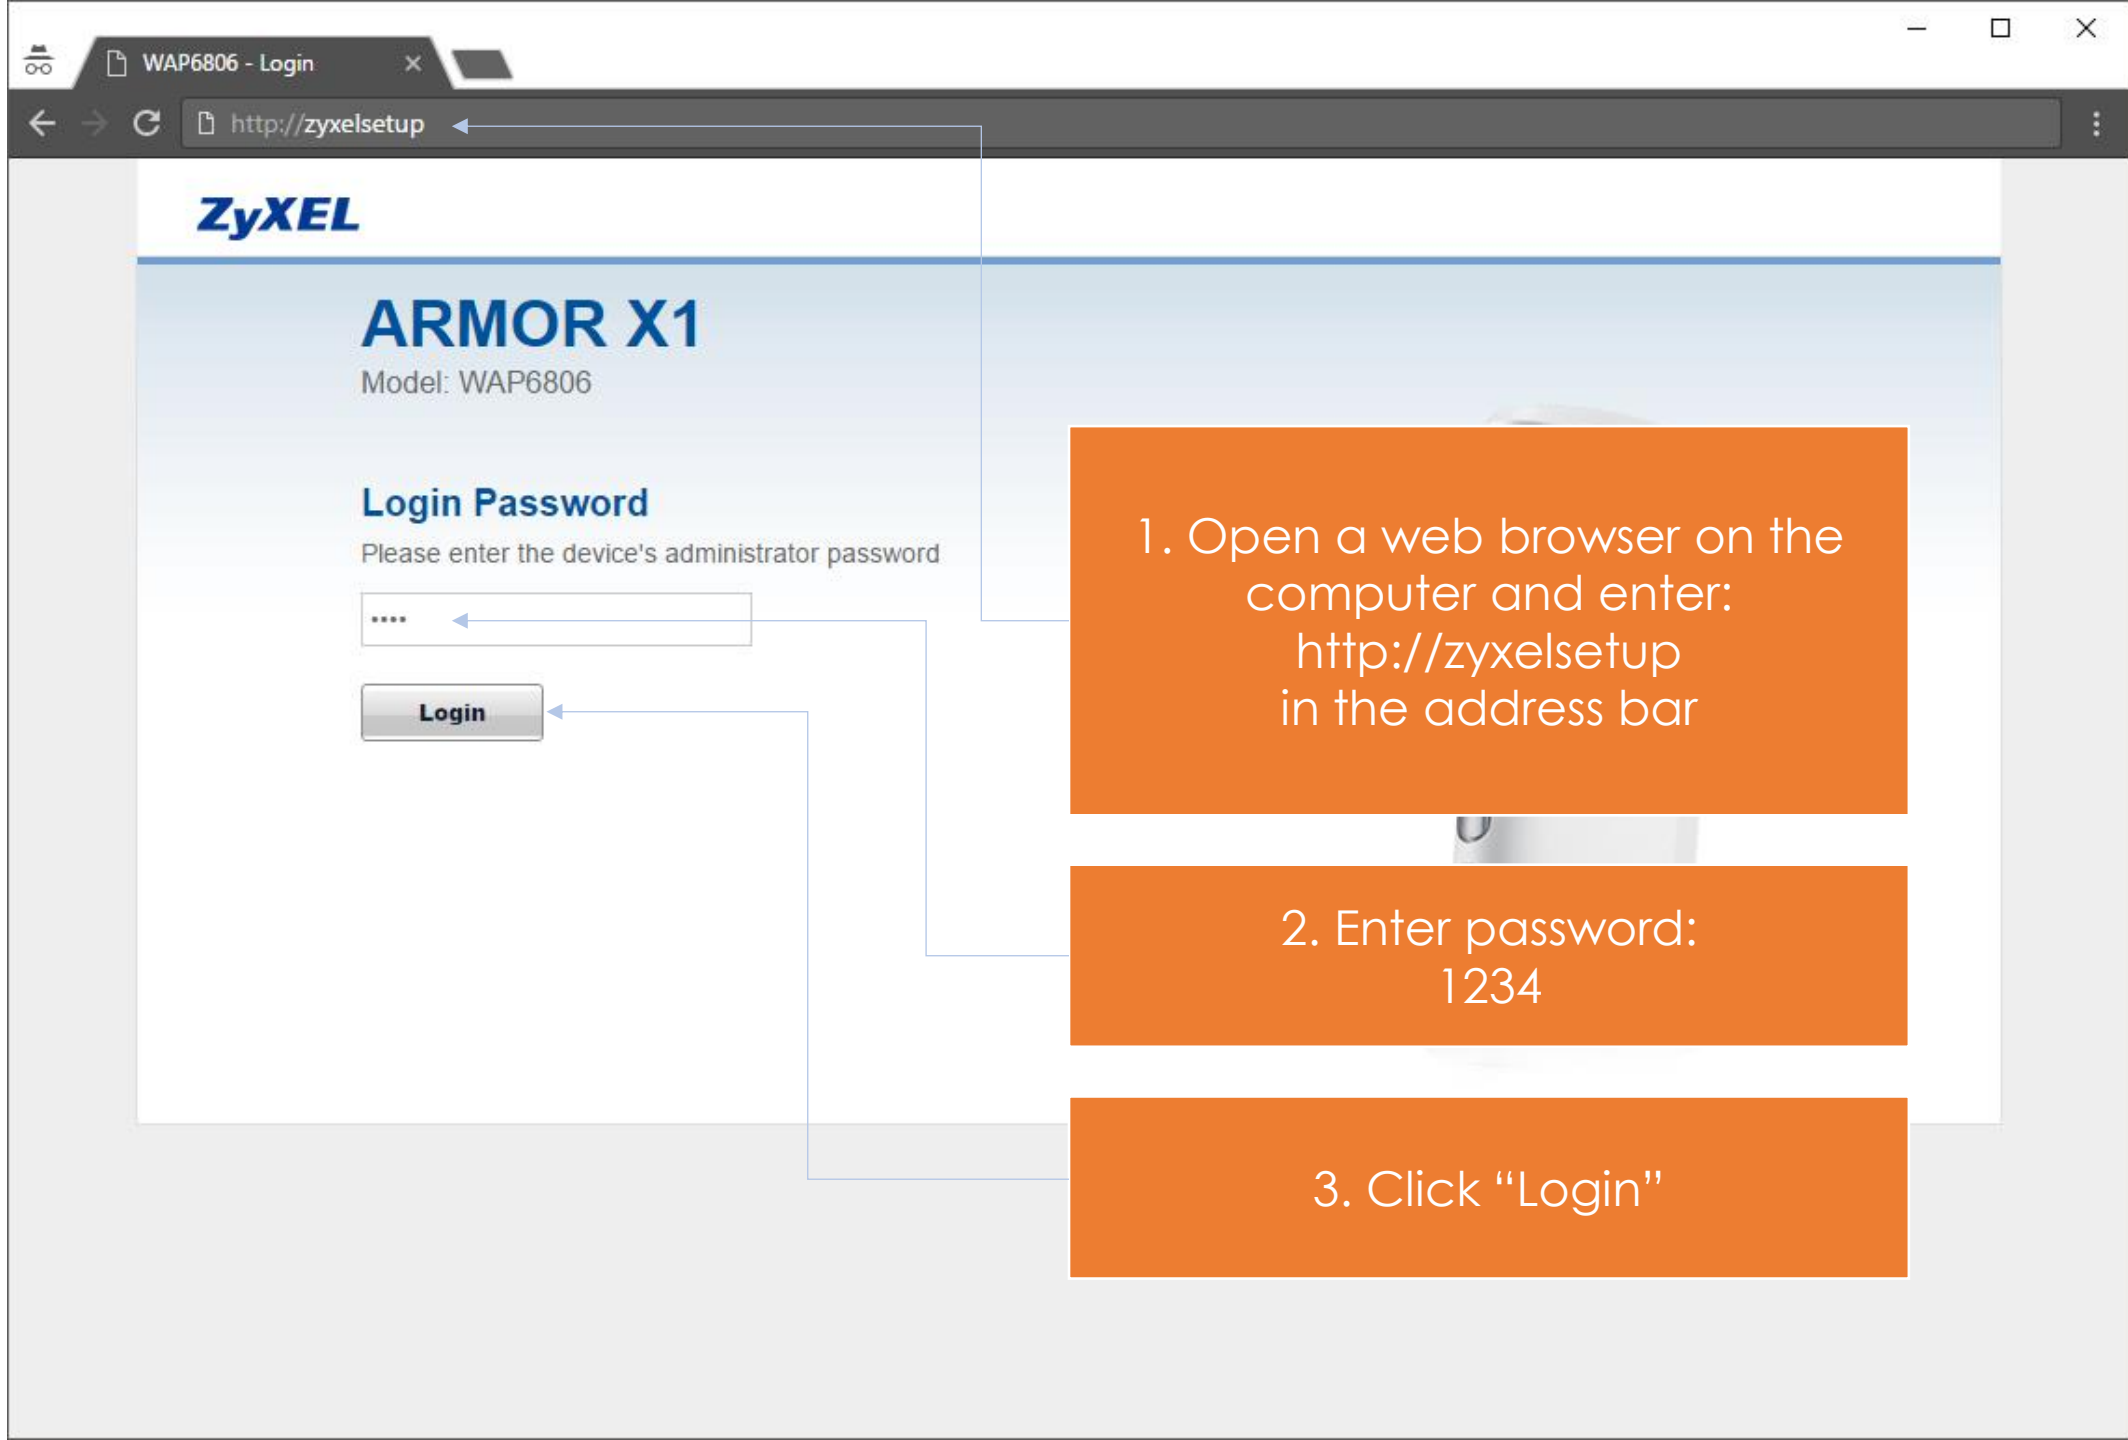 WAP6806 - Login
http://zyxelsetup
ZyXEL
ARMOR X1
Model: WAP6806
Login Password
Please enter the device's administrator password
••••
Login
1. Open a web browser on the
computer and enter:
http://zyxelsetup
in the address bar
2. Enter password:
1234
3. Click “Login”